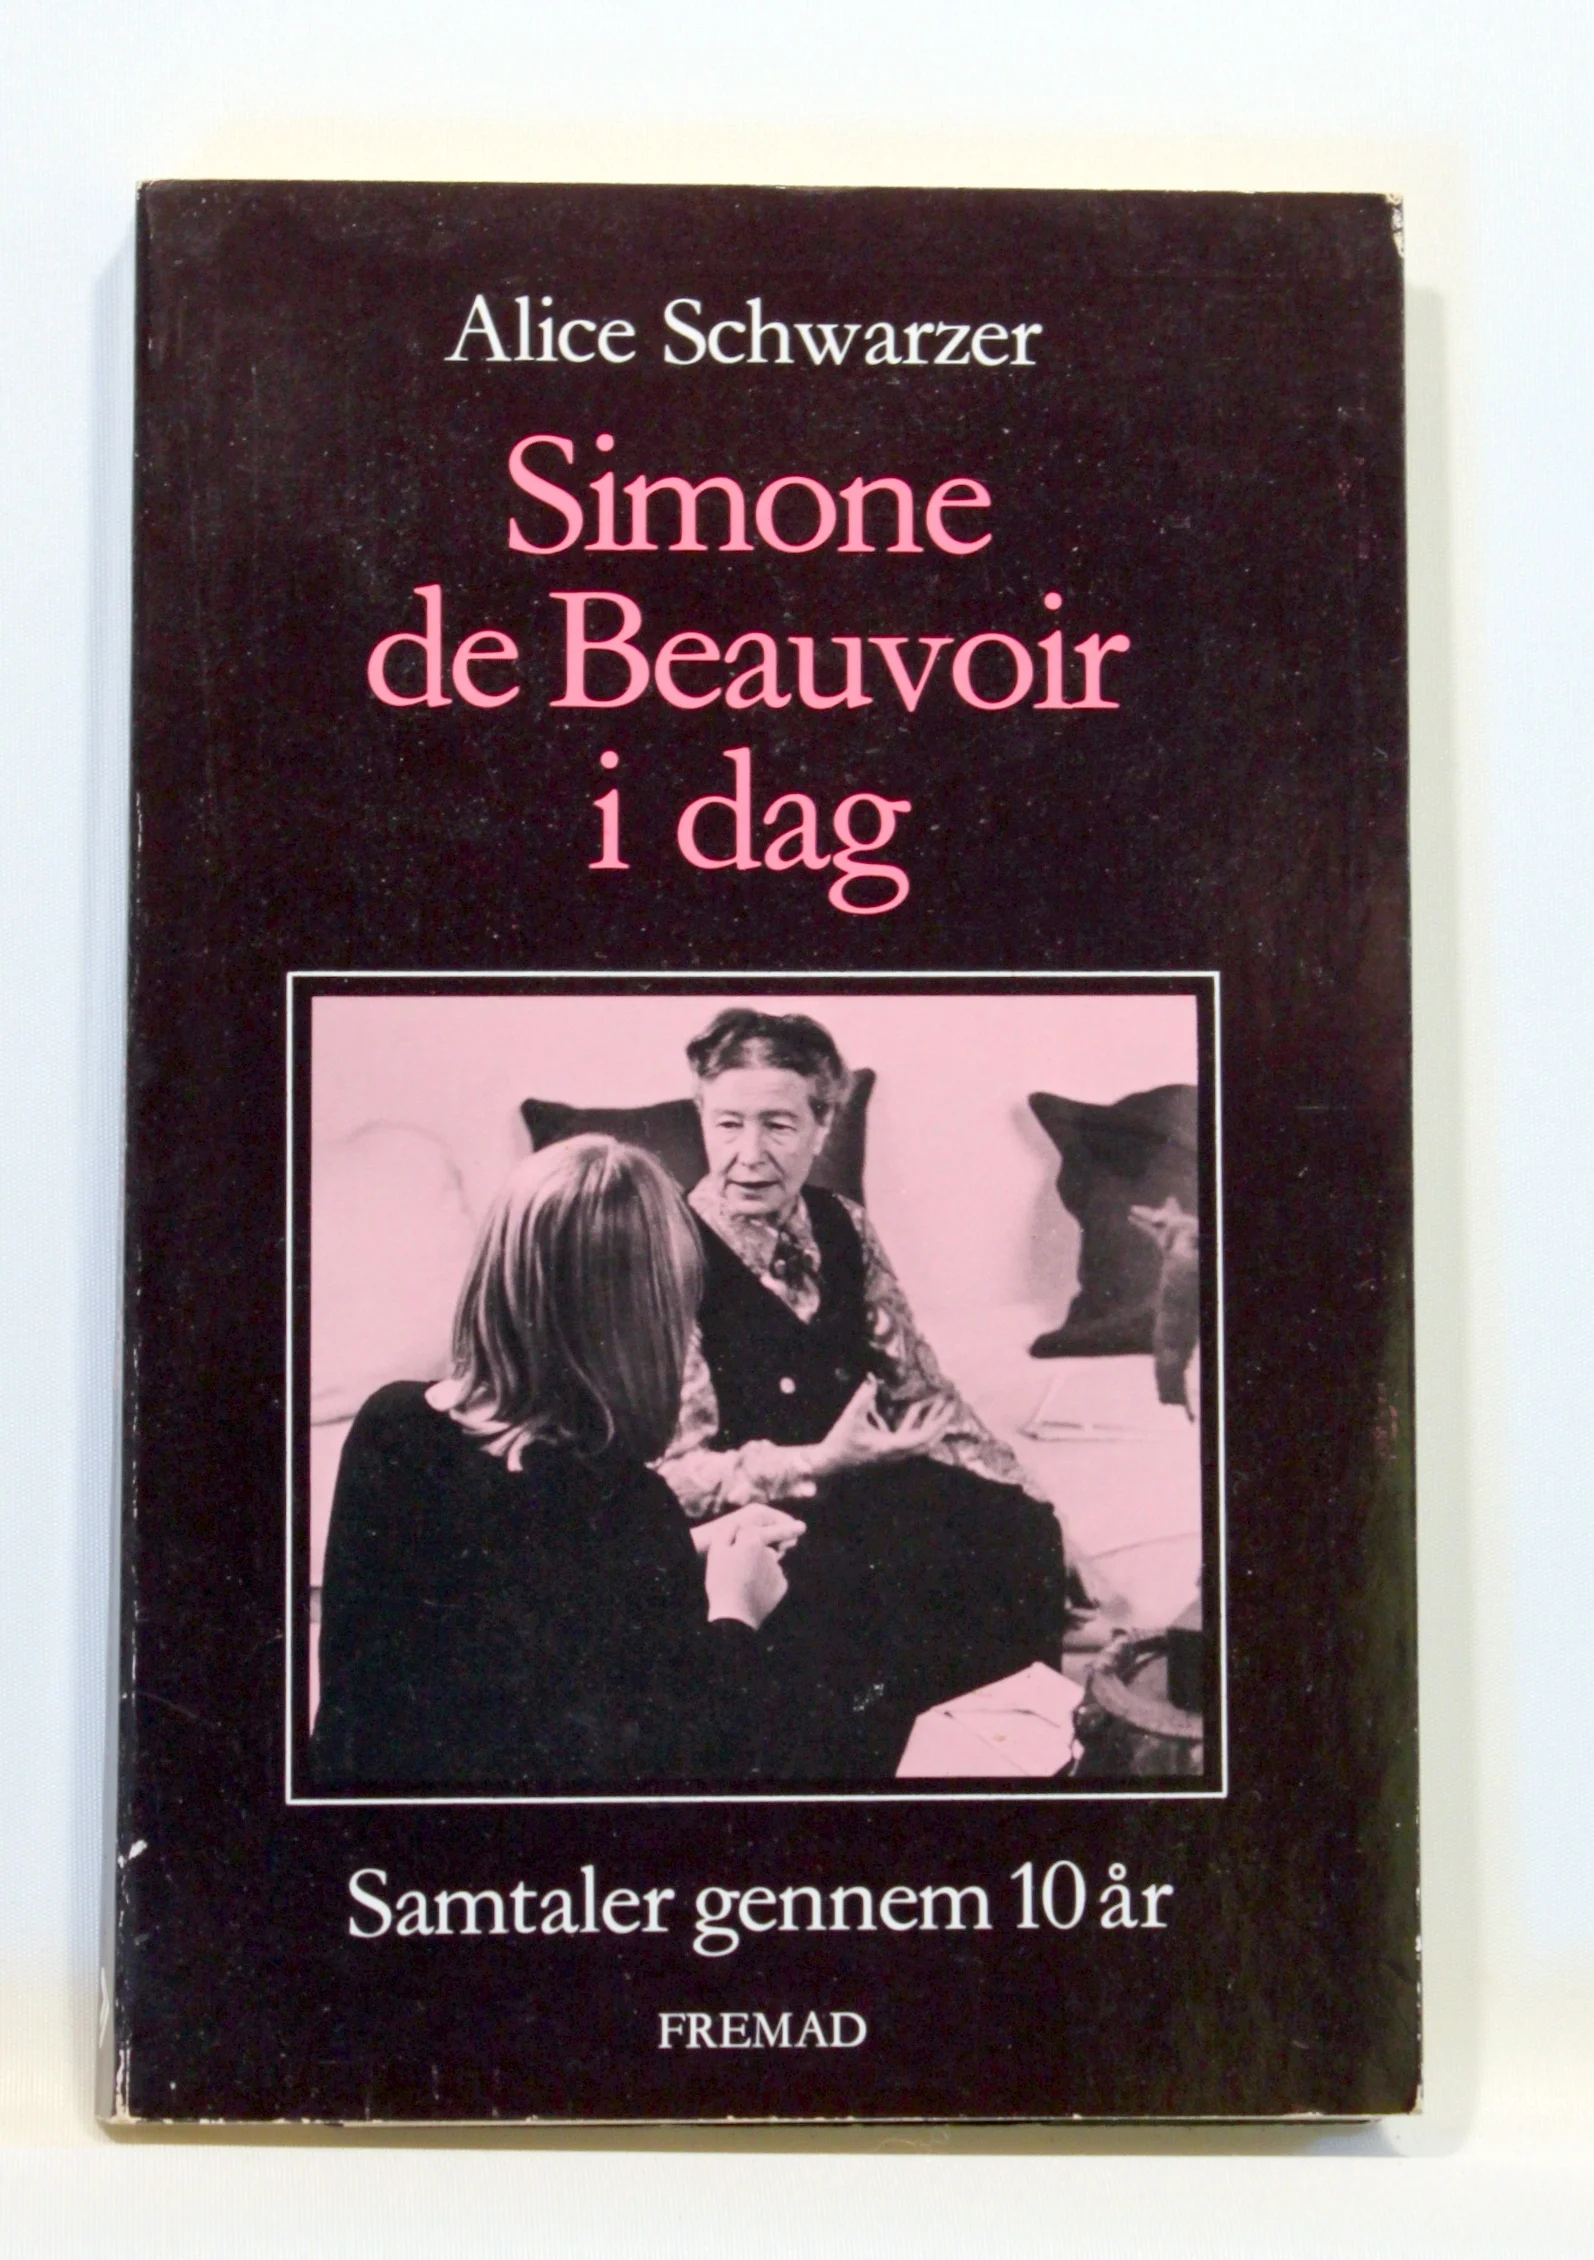 Alice Schwarzer
Simone
de Beauvoir
i dag
Samtaler gennem 10 år
FREMAD